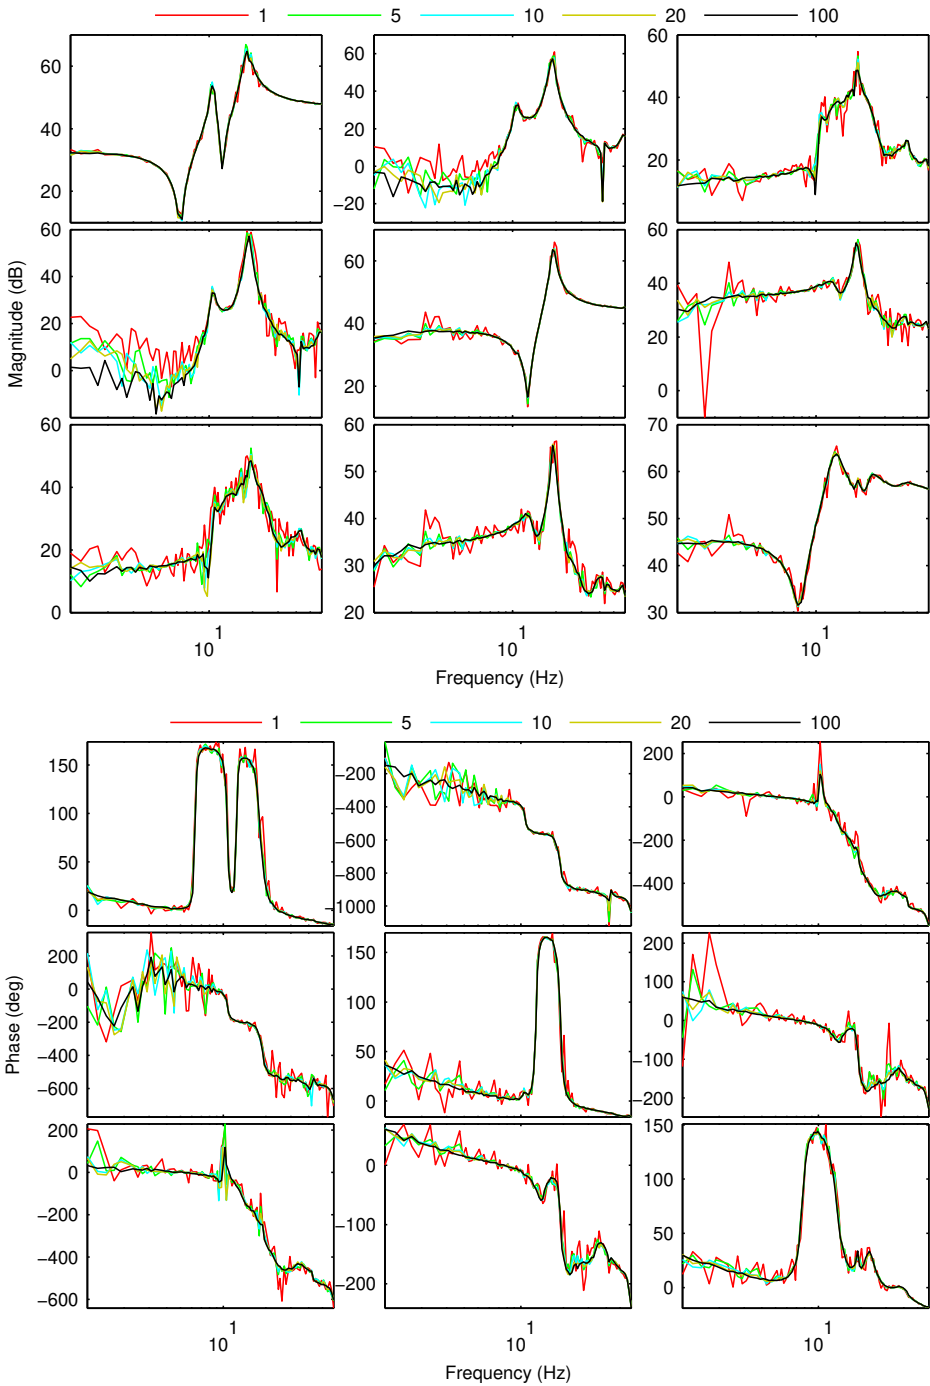 1 5 10 20 100
60 60 60
40
40 20 40
0
20 20
−20 0
60 60 60
40 40
20 40 20
0 20 0
60 60 70
60
40 50
40
20 45
30
0 20 30
1 1 1
10 10 10
Magnitude (dB)
Frequency (Hz)
1 5 10 20 100
150 −200 200
100 −400 0
−600 −200
50 −800
−400
0 −1000
200 150 200
0 100
−200 100 0
−400 50 −100
−600 0 −200
200 150
0 0 100
−200 −100 50
−400
−600 −200 0
1 1 1
10 10 10
Phase (deg)
Frequency (Hz)